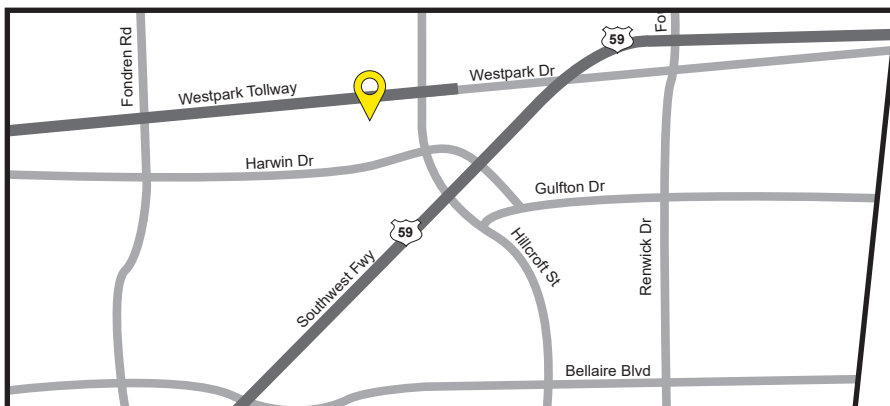 59
Fo
Fondren Rd
Westpark Dr
Westpark Tollway
Harwin Dr
Gulfton Dr
59
Hillcroft St
Renwick Dr
Southwest Fwy
Bellaire Blvd